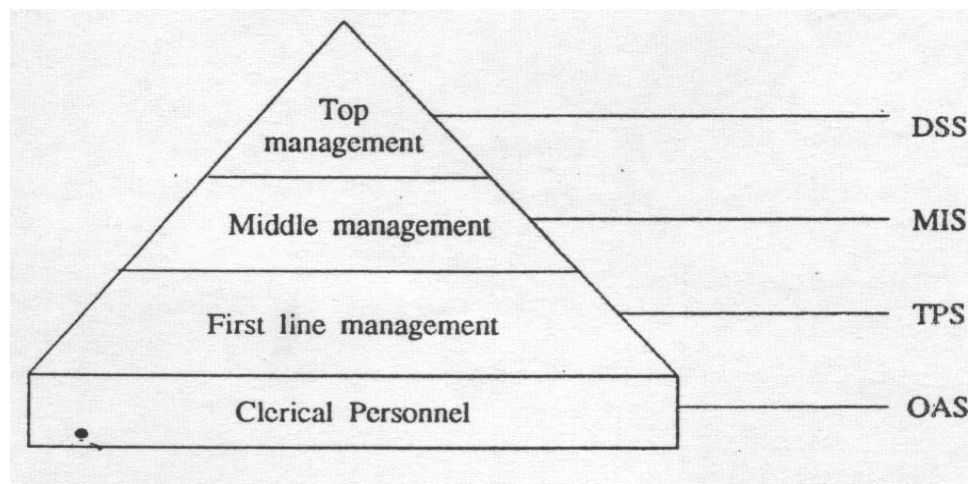 Top
management
DSS
Middle management
MIS
First line management
TPS
Clerical Personnel
OAS